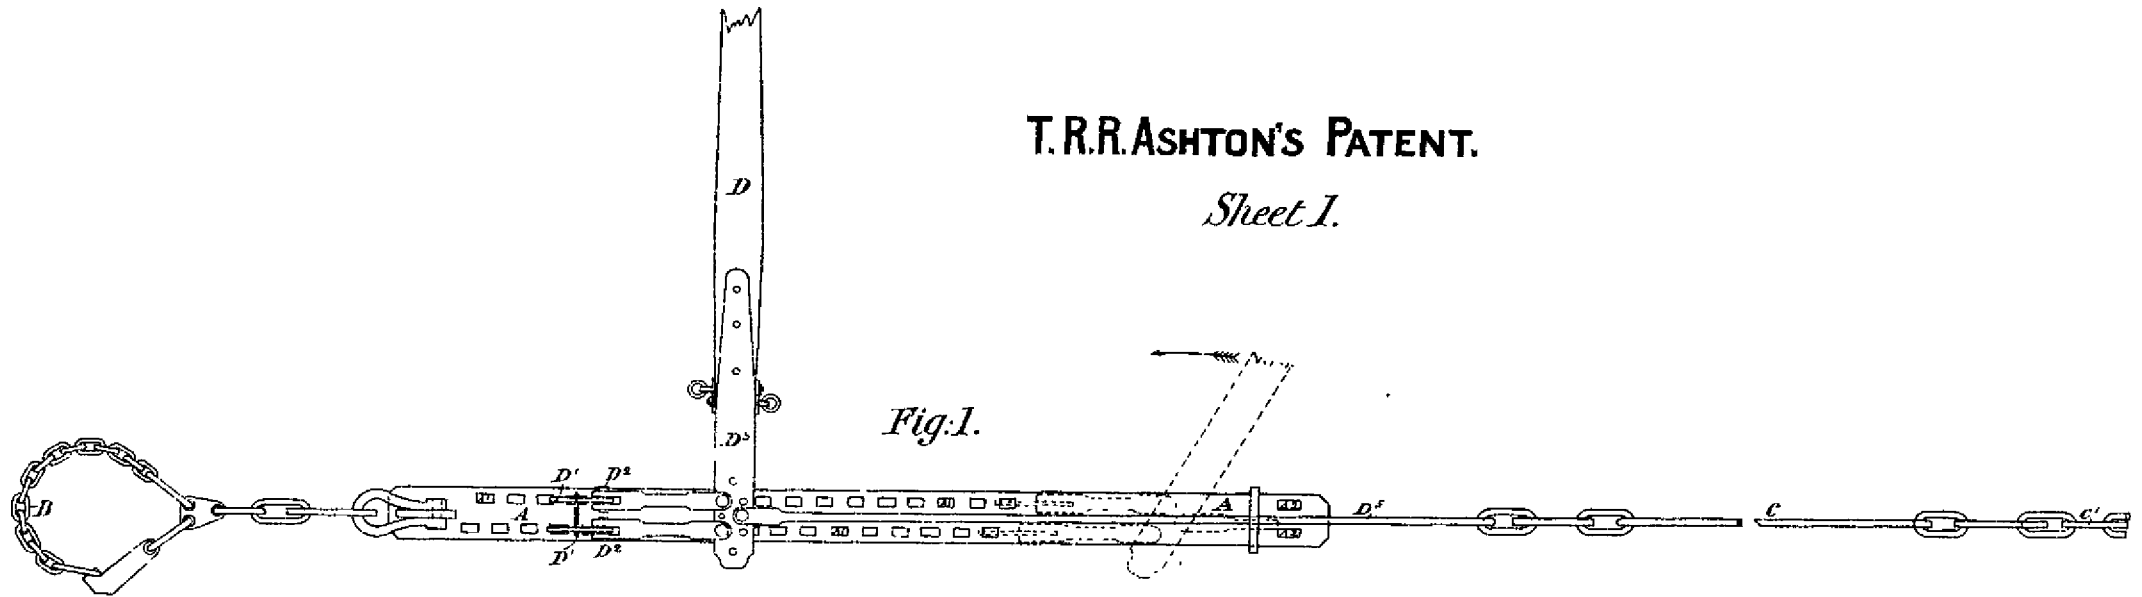 T.R.R. ASHTON'S PATENT.
Sheet 1.
D
Fig: 1.
D³
D' D²
B A A D⁵ C C'
D' D²